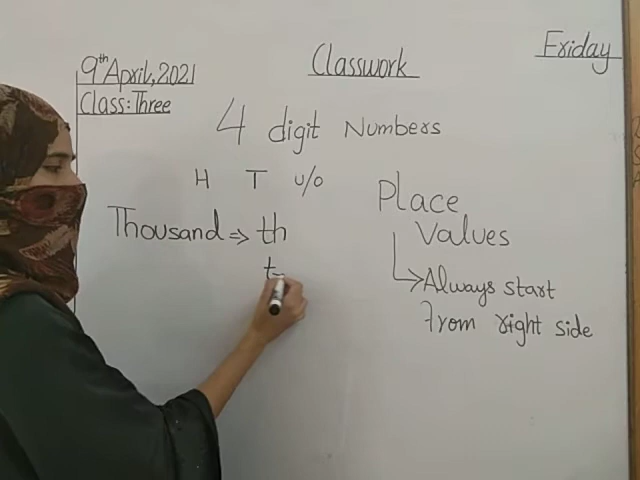 9th April, 2021
Class: Three
Classwork
Friday
4 digit Numbers
H T U/O
Thousand => th
t
Place
Values
Always start
From right side